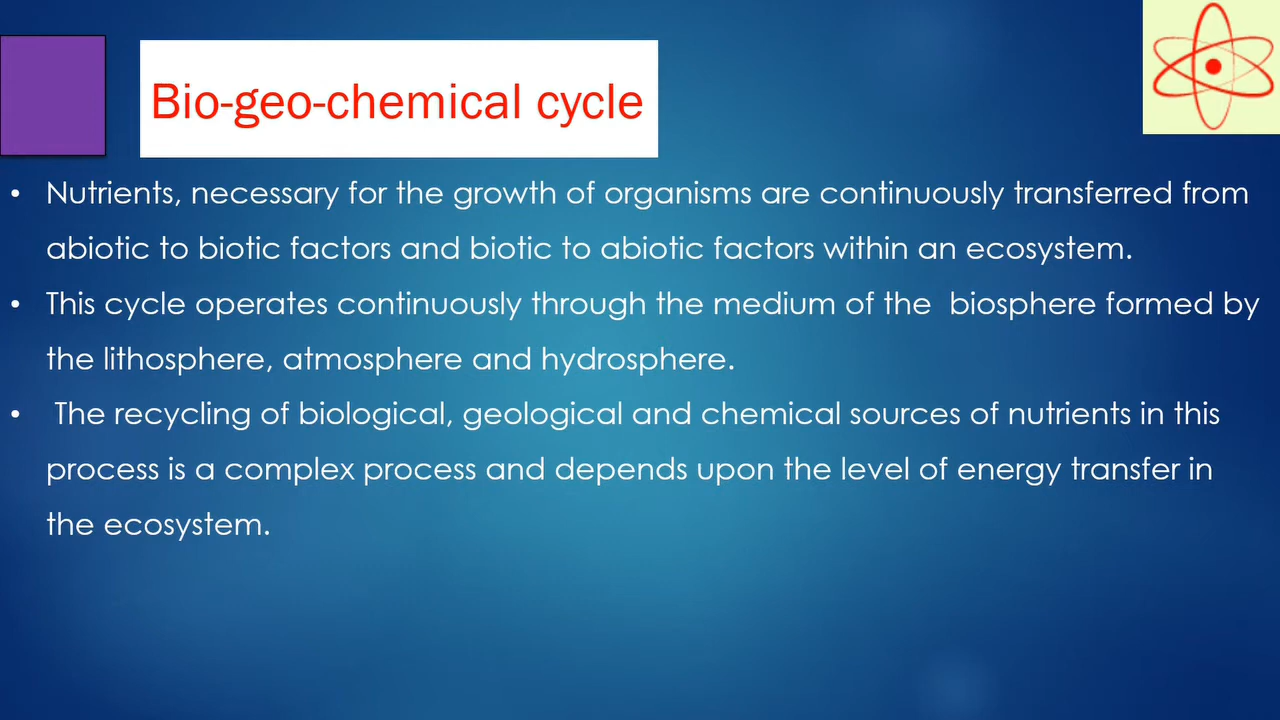 Bio-geo-chemical cycle
• Nutrients, necessary for the growth of organisms are continuously transferred from
abiotic to biotic factors and biotic to abiotic factors within an ecosystem.
• This cycle operates continuously through the medium of the  biosphere formed by
the lithosphere, atmosphere and hydrosphere.
•  The recycling of biological, geological and chemical sources of nutrients in this
process is a complex process and depends upon the level of energy transfer in
the ecosystem.